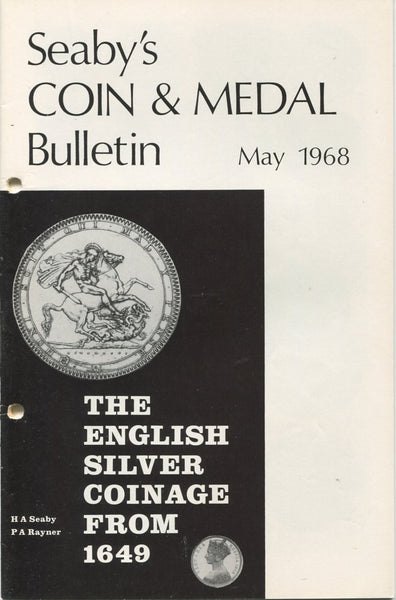 Seaby's
COIN & MEDAL
Bulletin
May 1968
THE
ENGLISH
SILVER
COINAGE
FROM
1649
H A Seaby
P A Rayner